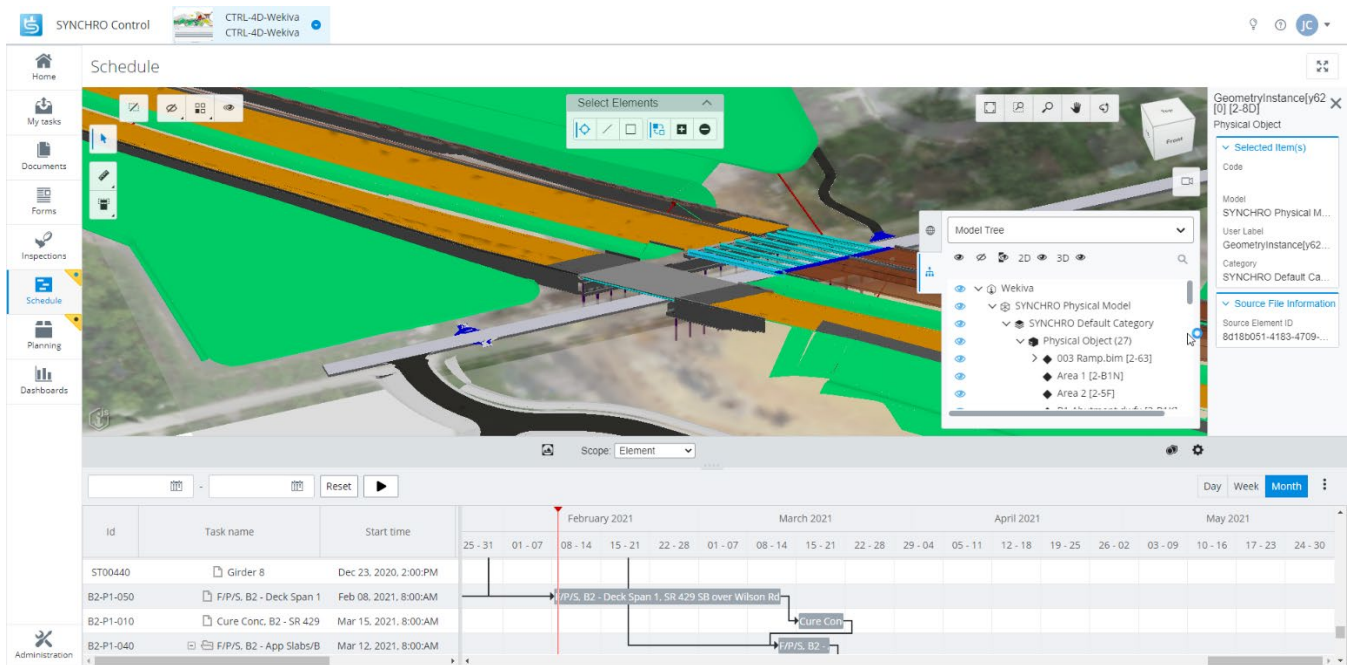 SYNCHRO Control
CTRL-4D-Wekiva
CTRL-4D-Wekiva
JC
Home
My tasks
Documents
Forms
Inspections
Schedule
Planning
Dashboards
Administration
Schedule
Select Elements
Top
Front
GeometryInstance[y62
[0] [2-8D]
Physical Object
Selected Item(s)
Code
Model
SYNCHRO Physical M...
User Label
GeometryInstance[y62...
Category
SYNCHRO Default Ca...
Source File Information
Source Element ID
8d18b051-4183-4709-...
Model Tree
2D 3D
Wekiva
SYNCHRO Physical Model
SYNCHRO Default Category
Physical Object (27)
003 Ramp.bim [2-63]
Area 1 [2-B1N]
Area 2 [2-5F]
Scope: Element
- Reset
Day Week Month
Id Task name Start time
February 2021 March 2021 April 2021 May 2021
25 - 31 01 - 07 08 - 14 15 - 21 22 - 28 01 - 07 08 - 14 15 - 21 22 - 28 29 - 04 05 - 11 12 - 18 19 - 25 26 - 02 03 - 09 10 - 16 17 - 23 24 - 30
ST00440 Girder 8 Dec 23, 2020, 2:00:PM
B2-P1-050 F/P/S, B2 - Deck Span 1 Feb 08, 2021, 8:00:AM F/P/S, B2 - Deck Span 1, SR 429 SB over Wilson Rd
B2-P1-010 Cure Conc, B2 - SR 429 Mar 15, 2021, 8:00:AM Cure Con
B2-P1-040 F/P/S, B2 - App Slabs/B Mar 12, 2021, 8:00:AM F/P/S, B2 -